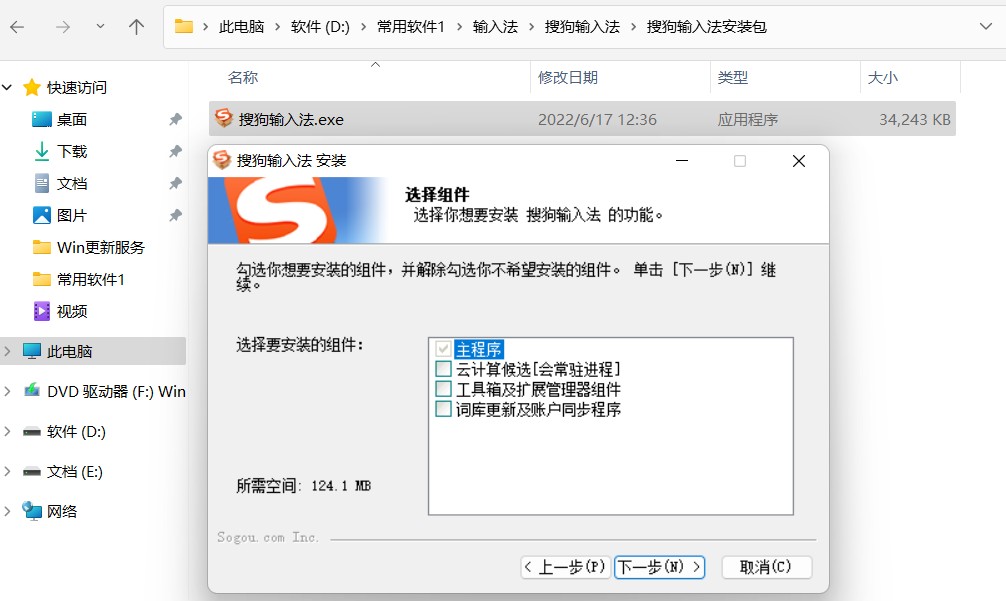 此电脑 > 软件 (D:) > 常用软件1 > 输入法 > 搜狗输入法 > 搜狗输入法安装包
名称 修改日期 类型 大小
快速访问
搜狗输入法.exe 2022/6/17 12:36 应用程序 34,243 KB
桌面
下载
文档
图片
Win更新服务
常用软件1
视频
此电脑
DVD 驱动器 (F:) Win
软件 (D:)
文档 (E:)
网络
搜狗输入法 安装
选择组件
选择你想要安装 搜狗输入法 的功能。
勾选你想要安装的组件，并解除勾选你不希望安装的组件。 单击 [下一步(N)] 继
续。
选择要安装的组件:
主程序
云计算候选[会常驻进程]
工具箱及扩展管理器组件
词库更新及账户同步程序
所需空间: 124.1 MB
Sogou.com Inc.
< 上一步(P) 下一步(N) > 取消(C)